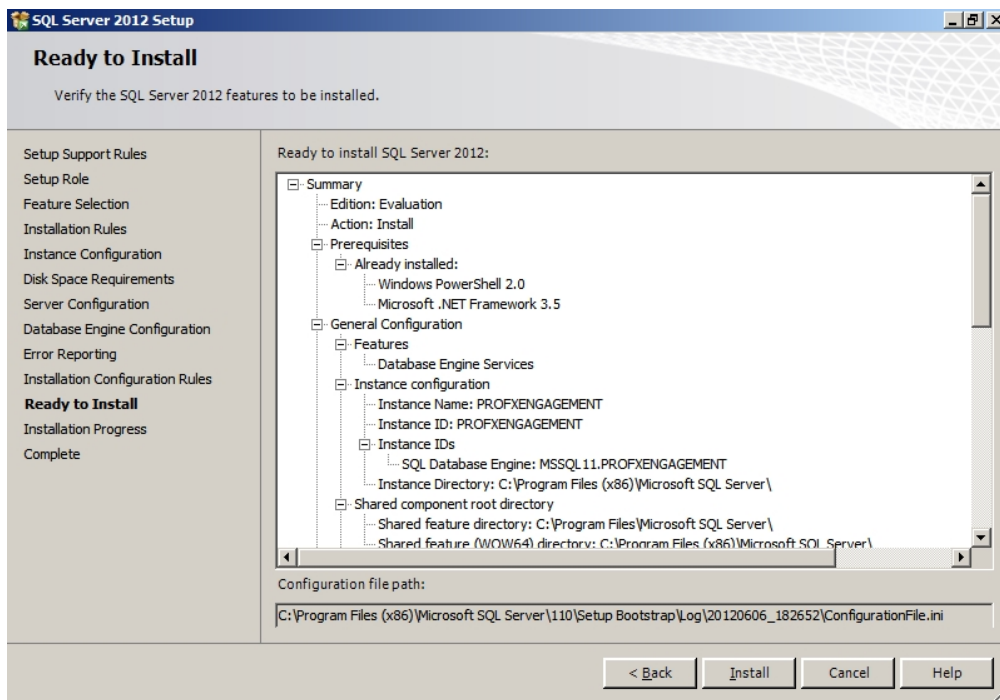 SQL Server 2012 Setup
Ready to Install
Verify the SQL Server 2012 features to be installed.
Setup Support Rules
Setup Role
Feature Selection
Installation Rules
Instance Configuration
Disk Space Requirements
Server Configuration
Database Engine Configuration
Error Reporting
Installation Configuration Rules
Ready to Install
Installation Progress
Complete
Ready to install SQL Server 2012:
Summary
Edition: Evaluation
Action: Install
Prerequisites
Already installed:
Windows PowerShell 2.0
Microsoft .NET Framework 3.5
General Configuration
Features
Database Engine Services
Instance configuration
Instance Name: PROFXENGAGEMENT
Instance ID: PROFXENGAGEMENT
Instance IDs
SQL Database Engine: MSSQL11.PROFXENGAGEMENT
Instance Directory: C:\Program Files (x86)\Microsoft SQL Server\
Shared component root directory
Shared feature directory: C:\Program Files\Microsoft SQL Server\
Shared feature (WOW64) directory: C:\Program Files (x86)\Microsoft SQL Server\
Configuration file path:
C:\Program Files (x86)\Microsoft SQL Server\110\Setup Bootstrap\Log\20120606_182652\ConfigurationFile.ini
< Back
Install
Cancel
Help